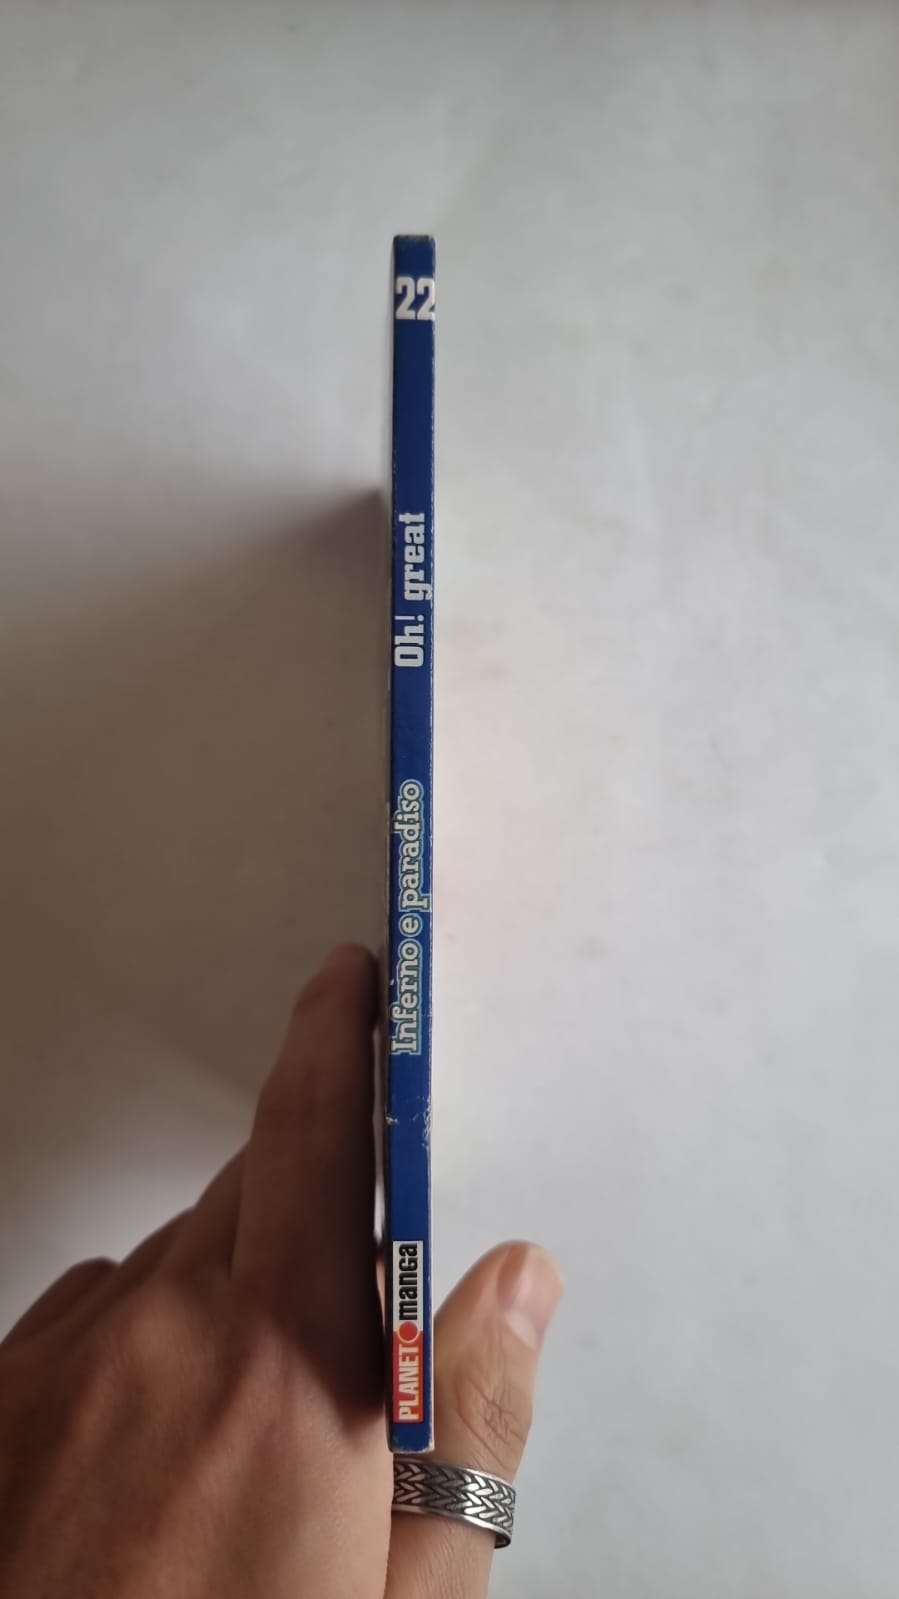 22
Oh! great
Inferno e paradiso
PLANET manga